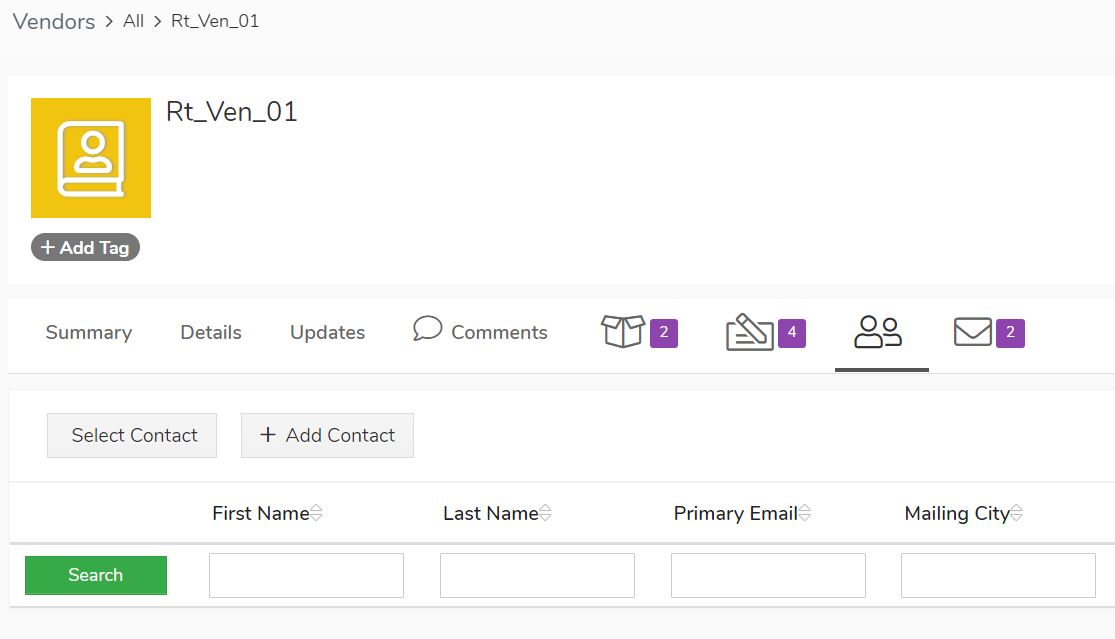 Vendors > All > Rt_Ven_01
Rt_Ven_01
+ Add Tag
Summary Details Updates Comments 2 4 2
Select Contact + Add Contact
First Name Last Name Primary Email Mailing City
Search